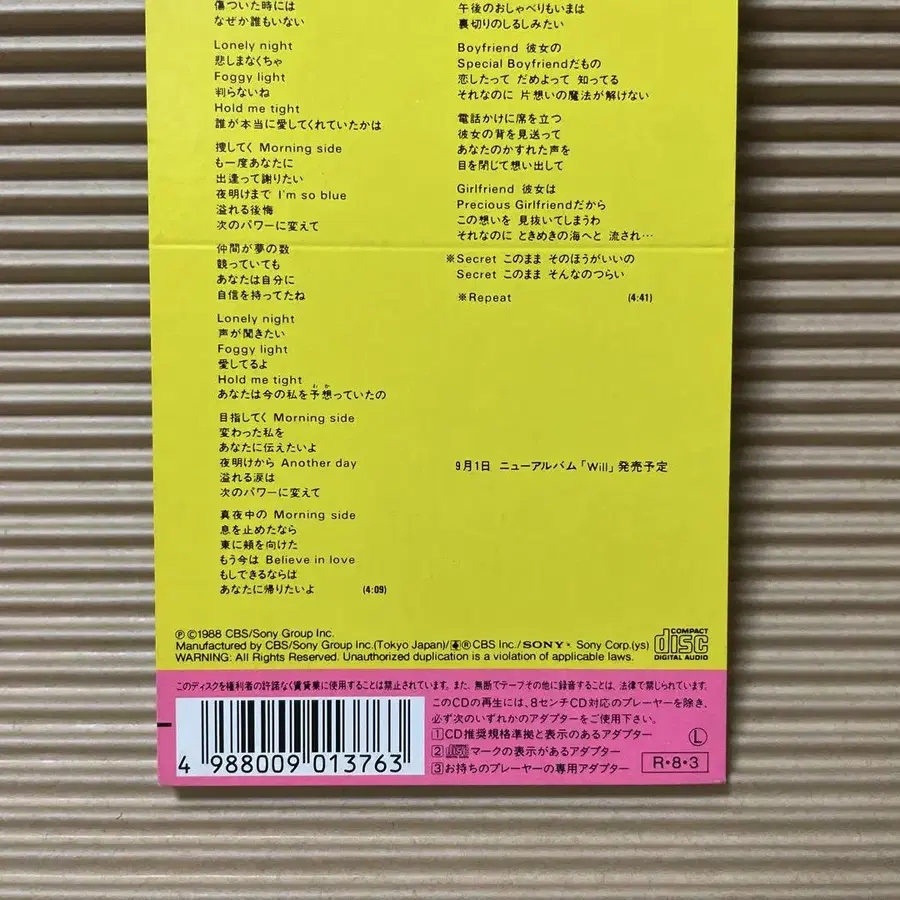 傷ついた時には
なぜか誰もいない
Lonely night
悲しまなくちゃ
Foggy light
判らないね
Hold me tight
誰が本当に愛してくれていたかは
捜してく Morning side
も一度あなたに
出逢って謝りたい
夜明けまで I'm so blue
溢れる後悔
次のパワーに変えて
仲間が夢の数
競っていても
あなたは自分に
自信を持ってたね
Lonely night
声が聞きたい
Foggy light
愛してるよ
Hold me tight
あなたは今の私を予想っていたの
わか
目指してく Morning side
変わった私を
あなたに伝えたいよ
夜明けから Another day
溢れる涙は
次のパワーに変えて
真夜中の Morning side
息を止めたなら
東に頬を向けた
もう今は Believe in love
もしできるならば
あなたに帰りたいよ (4:09)
午後のおしゃべりもいまは
裏切りのしるしみたい
Boyfriend 彼女の
Special Boyfriendだもの
恋したって だめよって 知ってる
それなのに 片想いの魔法が解けない
電話かけに席を立つ
彼女の背を見送って
あなたのかすれた声を
目を閉じて想い出して
Girlfriend 彼女は
Precious Girlfriendだから
この想いを 見抜いてしまうわ
それなのに ときめきの海へと 流され…
※Secret このまま そのほうがいいの
Secret このまま そんなのつらい
※Repeat (4:41)
9月1日 ニューアルバム「Will」発売予定
Ⓟ©1988 CBS/Sony Group Inc.
Manufactured by CBS/Sony Group Inc.(Tokyo Japan)/®CBS Inc./SONY® Sony Corp.(ys)
WARNING: All Rights Reserved. Unauthorized duplication is a violation of applicable laws.
COMPACT
disc
DIGITAL AUDIO
このディスクを権利者の許諾なく賃貸業に使用することは禁止されています。また、無断でテープその他に録音することは、法律で禁じられています。
4 988009 013763
このCDの再生には、8センチCD対応のプレーヤーを除き、
必ず次のいずれかのアダプターをご使用下さい。
1 CD推奨規格準拠と表示のあるアダプター
2 マークの表示があるアダプター
3 お持ちのプレーヤーの専用アダプター
Ⓛ
R・8・3